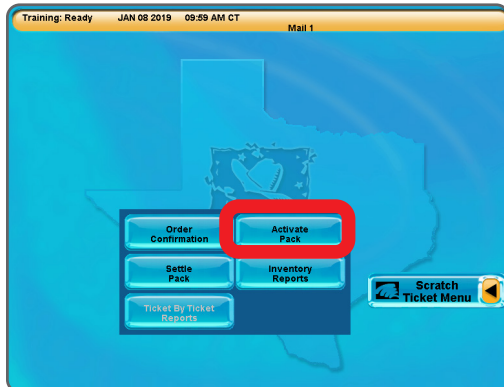 Training: Ready JAN 08 2019 09:59 AM CT
Mail 1
Order
Confirmation
Activate
Pack
Settle
Pack
Inventory
Reports
Ticket By Ticket
Reports
Scratch
Ticket Menu